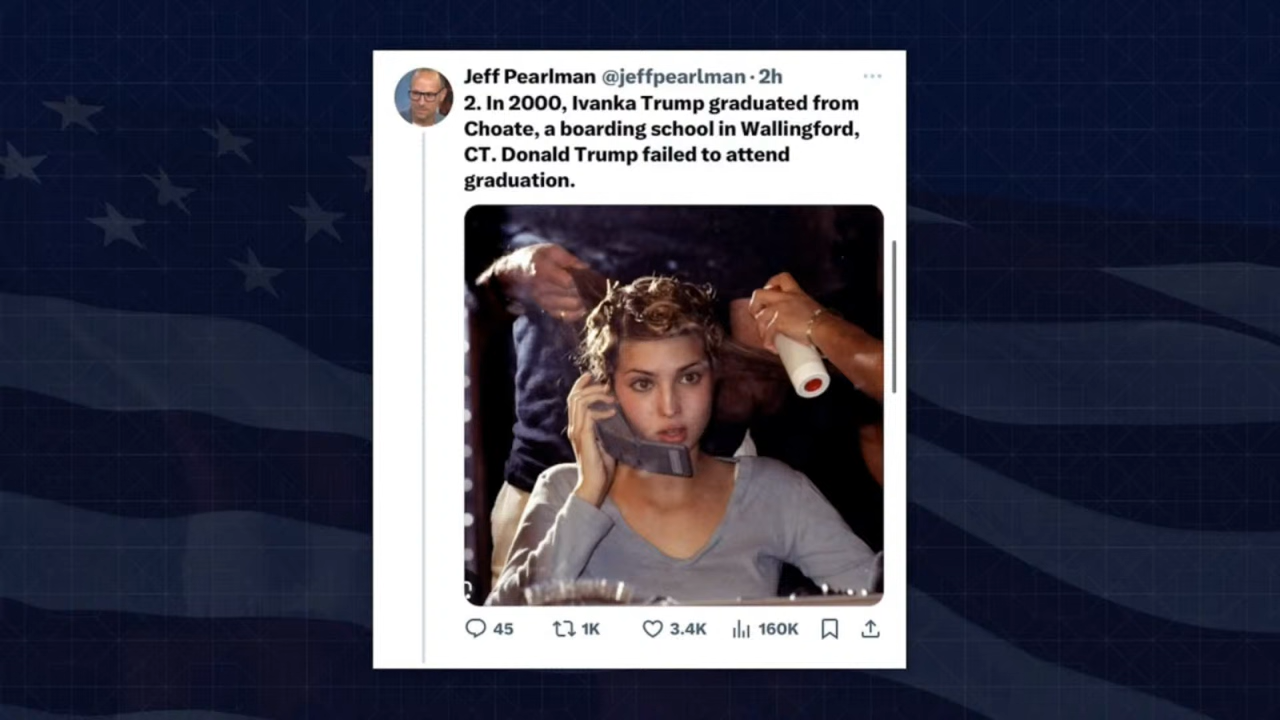 Jeff Pearlman @jeffpearlman · 2h
2. In 2000, Ivanka Trump graduated from
Choate, a boarding school in Wallingford,
CT. Donald Trump failed to attend
graduation.
45 1K 3.4K 160K